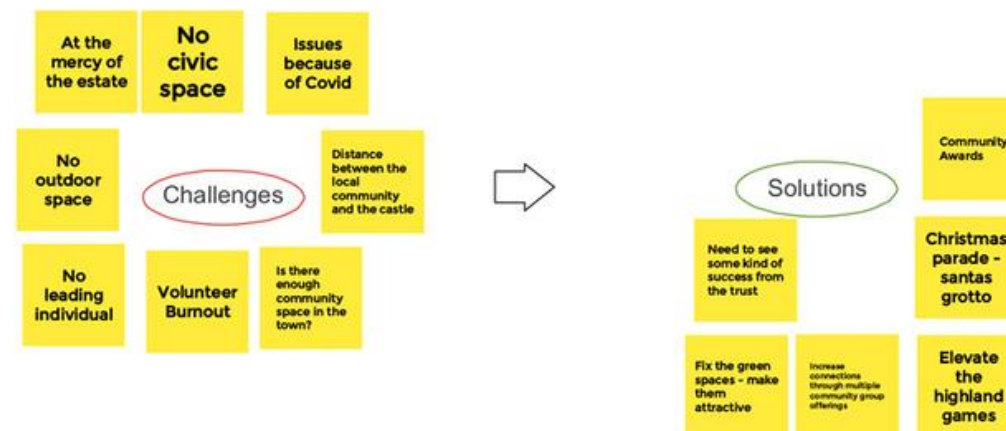 At the
mercy of
the estate
No
civic
space
Issues
because
of Covid
No
outdoor
space
Challenges
Distance
between the
local
community
and the castle
No
leading
individual
Volunteer
Burnout
Is there
enough
community
space in the
town?
Community
Awards
Solutions
Need to see
some kind of
success from
the trust
Christmas
parade -
santas
grotto
Fix the green
spaces - make
them
attractive
Increase
connections
through multiple
community group
offerings
Elevate
the
highland
games